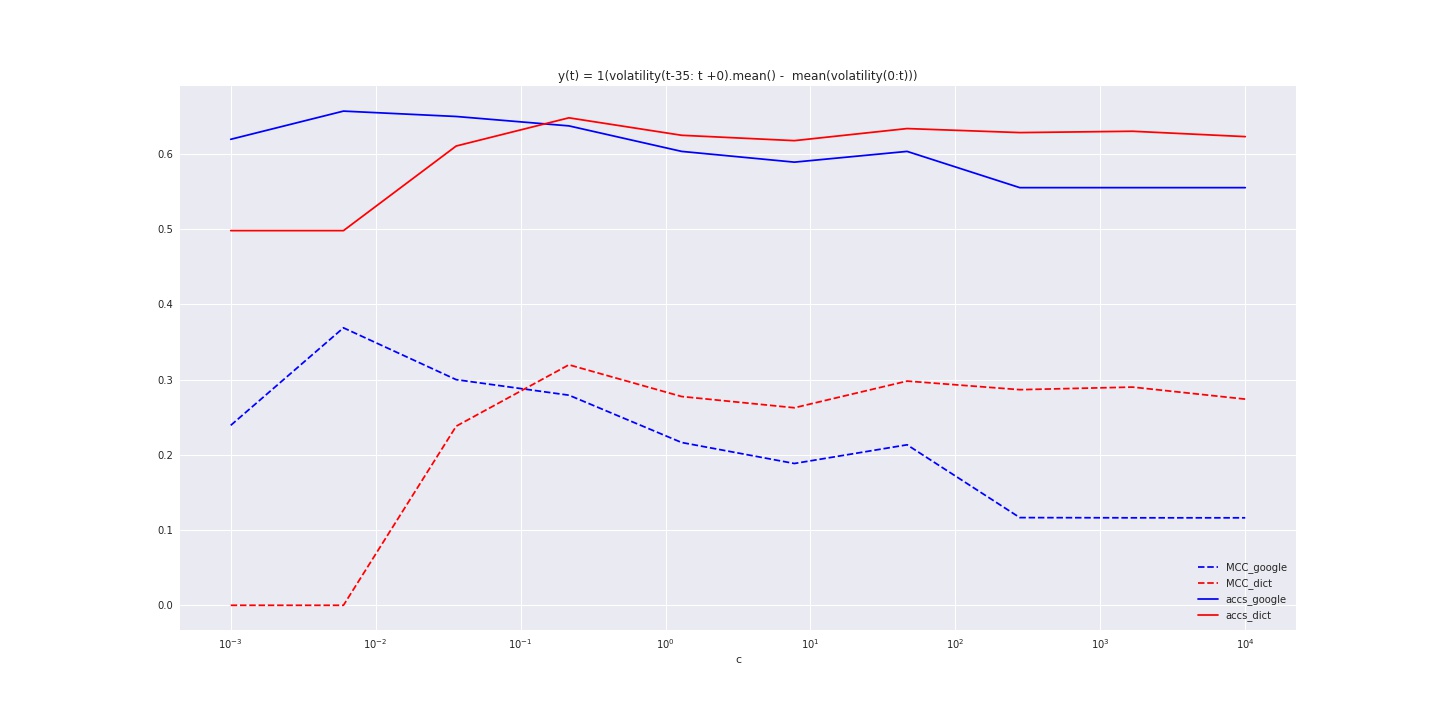 y(t) = 1(volatility(t-35: t +0).mean() -  mean(volatility(0:t)))
0.6
0.5
0.4
0.3
0.2
0.1
0.0
MCC_google
MCC_dict
accs_google
accs_dict
10⁻³ 10⁻² 10⁻¹ 10⁰ 10¹ 10² 10³ 10⁴
c